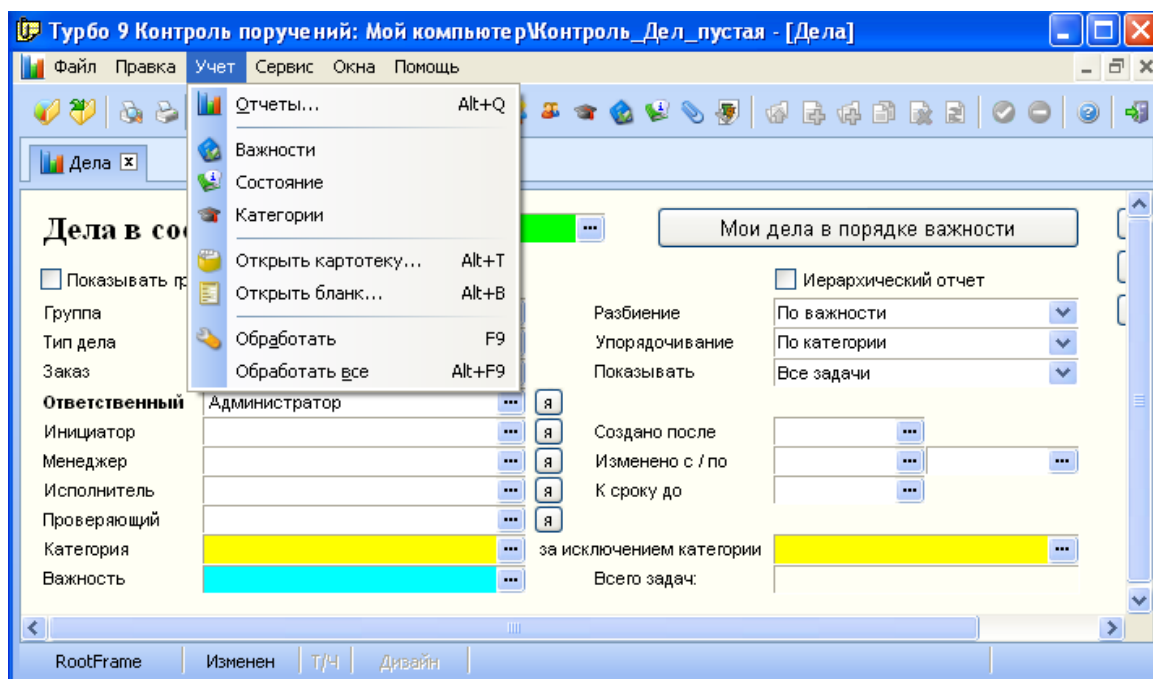 Турбо 9 Контроль поручений: Мой компьютер\Контроль_Дел_пустая - [Дела]
Файл Правка Учет Сервис Окна Помощь
Отчеты... Alt+Q
Дела
Важности
Состояние
Категории
Дела в со
Мои дела в порядке важности
Открыть картотеку... Alt+T
Показывать
Иерархический отчет
Открыть бланк... Alt+B
Группа Разбиение По важности
Тип дела Обработать F9 Упорядочивание По категории
Заказ Обработать все Alt+F9 Показывать Все задачи
Ответственный Администратор я
Инициатор я Создано после
Менеджер я Изменено с / по
Исполнитель я К сроку до
Проверяющий я
Категория за исключением категории
Важность Всего задач:
RootFrame Изменен Т/Ч Дизайн